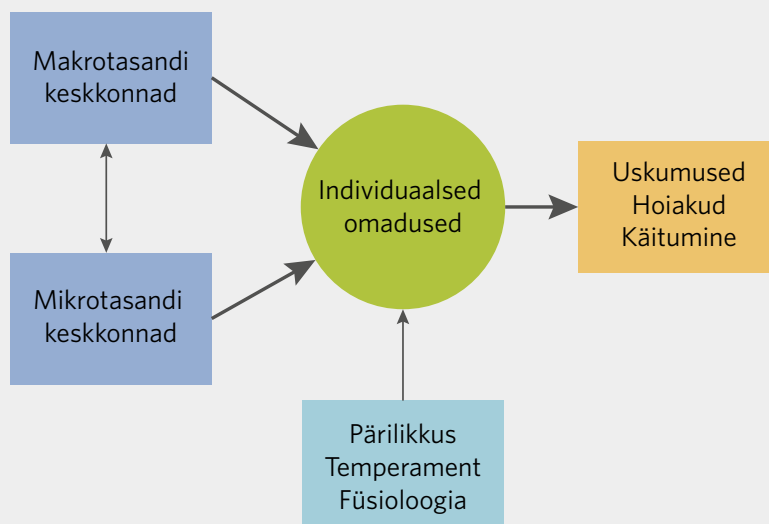 Makrotasandi
keskkonnad
Mikrotasandi
keskkonnad
Individuaalsed
omadused
Uskumused
Hoiakud
Käitumine
Pärilikkus
Temperament
Füsioloogia